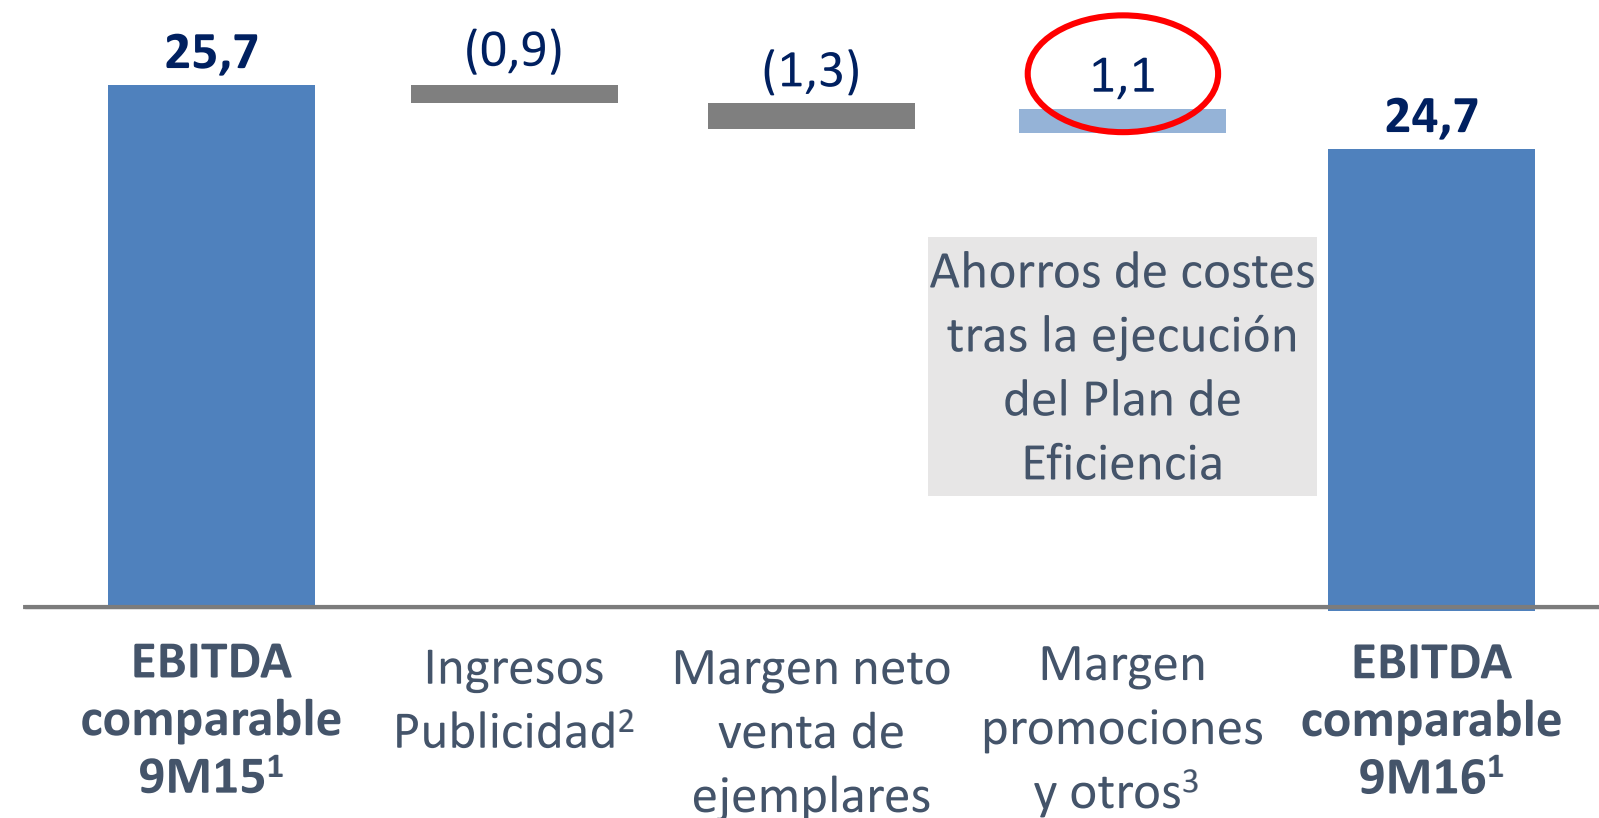 25,7
(0,9)
(1,3)
1,1
24,7
Ahorros de costes
tras la ejecución
del Plan de
Eficiencia
EBITDA
comparable
9M15¹
Ingresos
Publicidad²
Margen neto
venta de
ejemplares
Margen
promociones
y otros³
EBITDA
comparable
9M16¹